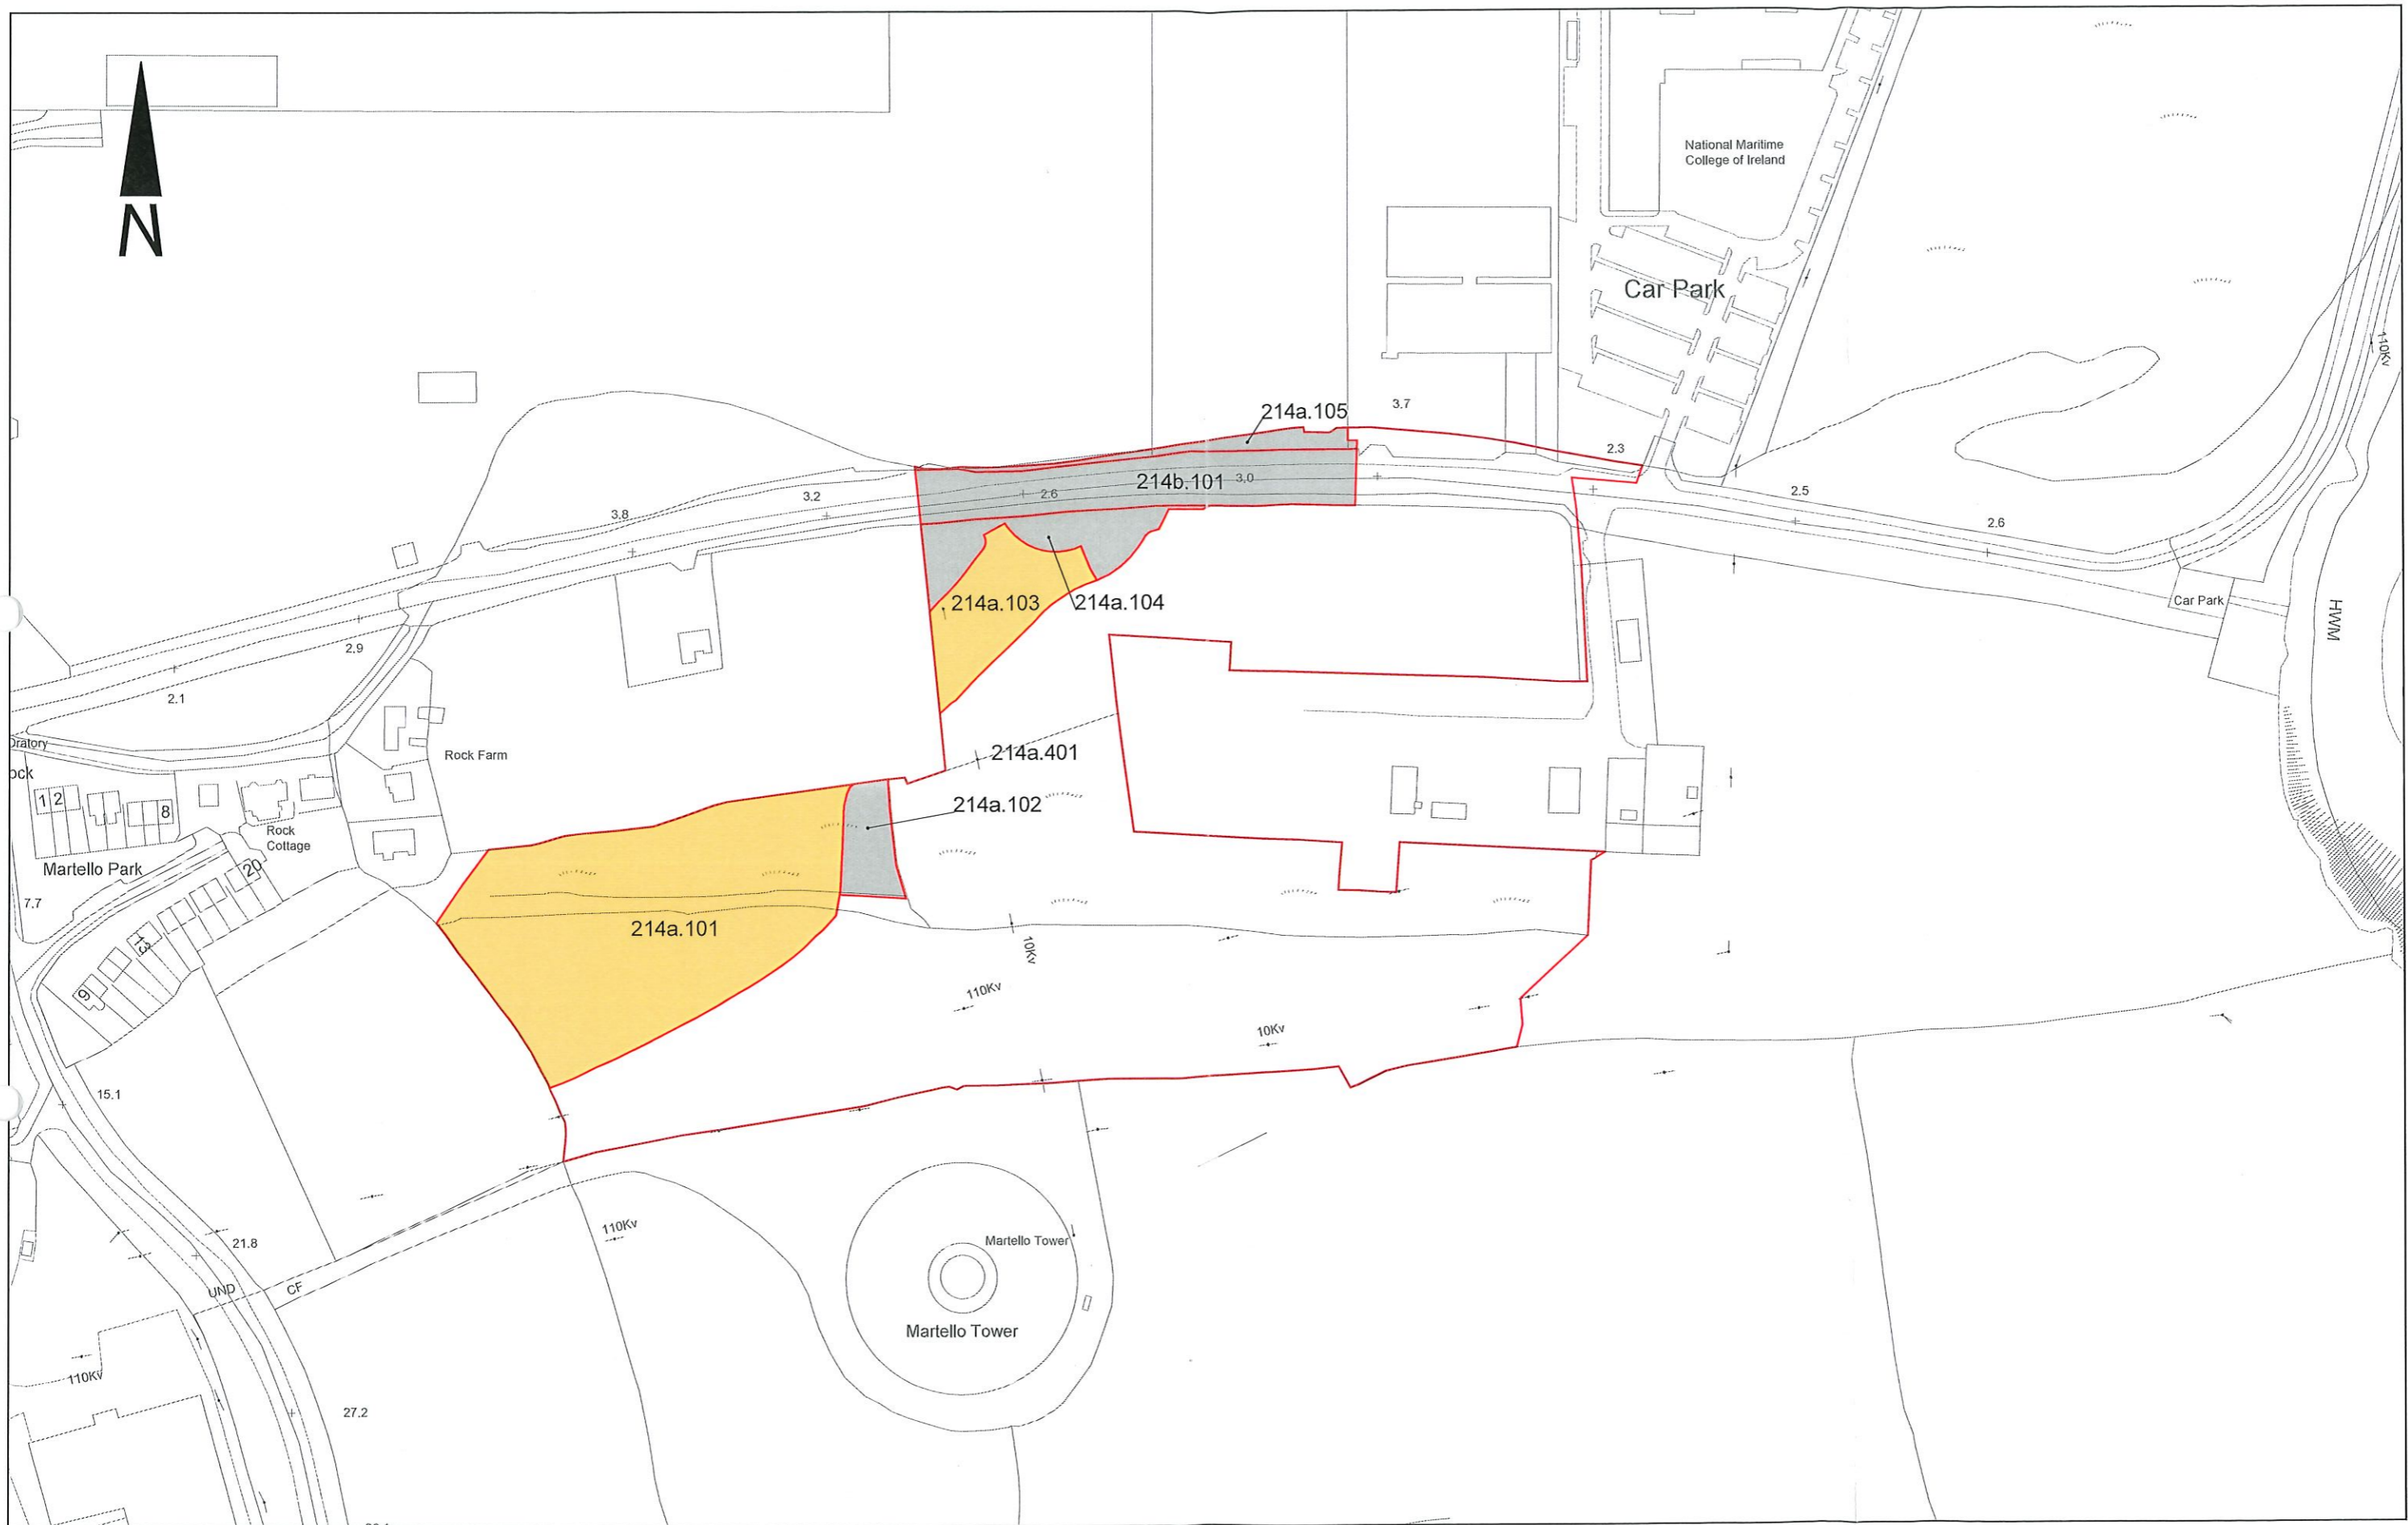 N
National Maritime
College of Ireland
Car Park
110Kv
214a.105
3.7
2.3
214b.101
3.0
2.6
3.2
3.8
2.5
2.6
214a.103
214a.104
Car Park
HWM
2.9
2.1
Oratory
Rock Farm
214a.401
214a.102
1
2
8
Rock
Cottage
Martello Park
20
7.7
214a.101
13
9
10Kv
110Kv
10Kv
15.1
21.8
110Kv
Martello Tower
UND
CF
Martello Tower
110Kv
27.2